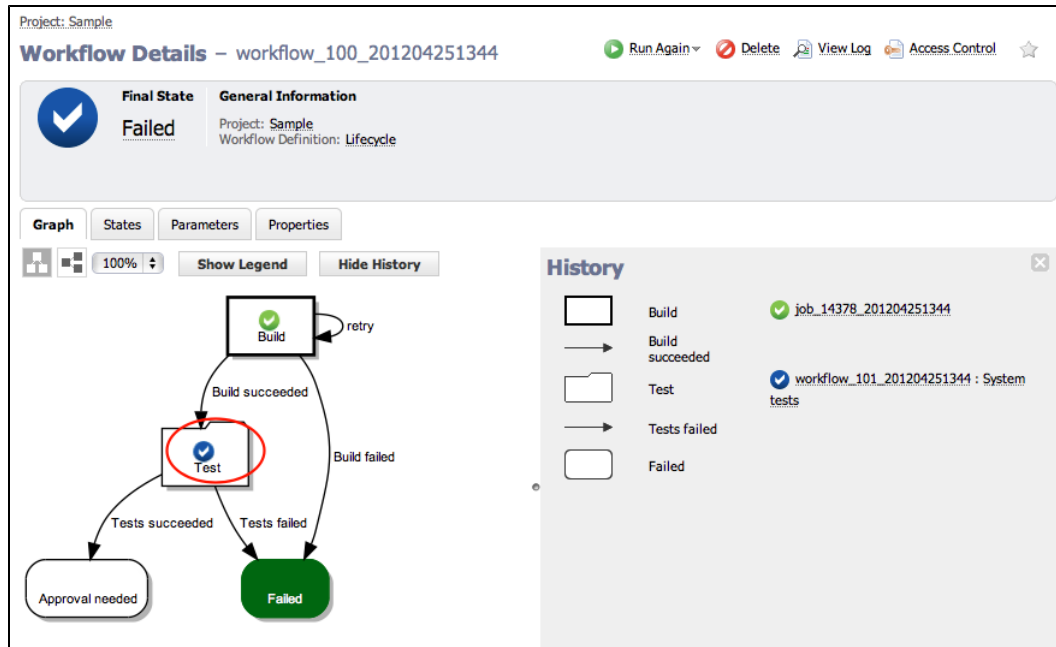 Project: Sample
Workflow Details – workflow_100_201204251344
Run Again Delete View Log Access Control
Final State
Failed
General Information
Project: Sample
Workflow Definition: Lifecycle
Graph States Parameters Properties
100% Show Legend Hide History
Build
retry
Build succeeded
Test
Build failed
Tests succeeded
Tests failed
Approval needed
Failed
History
Build job_14378_201204251344
Build
succeeded
Test workflow_101_201204251344 : System
tests
Tests failed
Failed